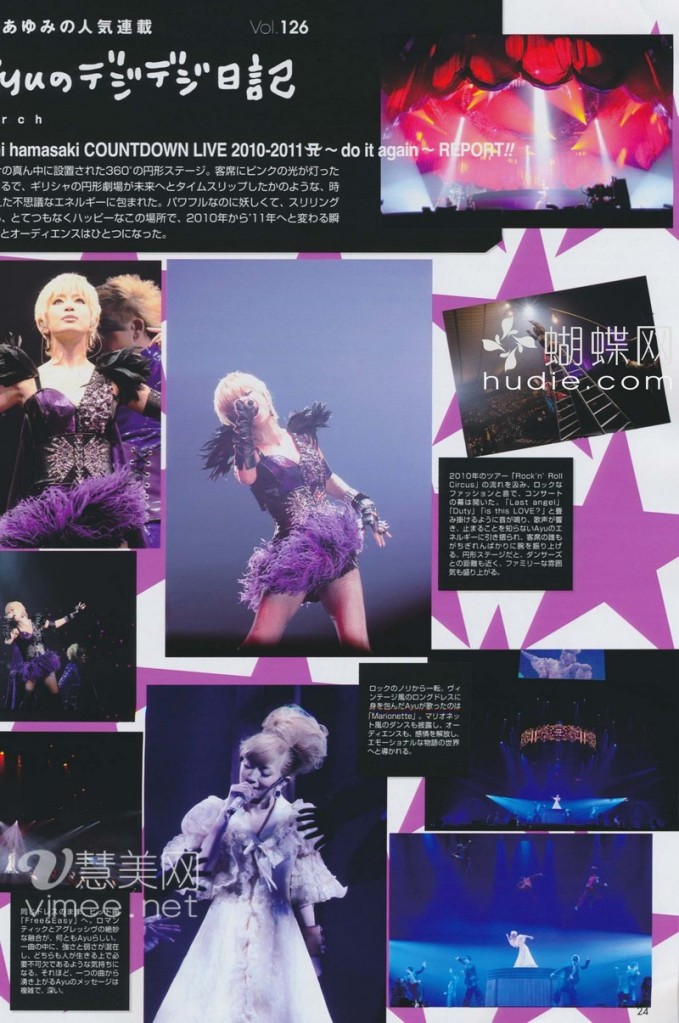 あゆみの人気連載
Vol.126
yuのデジデジ日記
rch
i hamasaki COUNTDOWN LIVE 2010-2011 A ～do it again～ REPORT!!
の真ん中に設置された360°の円形ステージ。客席にピンクの光が灯った
るで、ギリシャの円形劇場が未来へとタイムスリップしたかのような、時
た不思議なエネルギーに包まれた。パワフルなのに妖しくて、スリリング
、とてつもなくハッピーなこの場所で、2010年から'11年へと変わる瞬
とオーディエンスはひとつになった。
蝴蝶网
hudie.com
2010年のツアー「Rock'n' Roll
Circus」の流れを汲み、ロックな
ファッションと音で、コンサート
の幕は開いた。「Last angel」
「Duty」「is this LOVE?」と畳
み掛けるように音が鳴り、歌声が響
き、止まることを知らないAyuのエ
ネルギーに引き摺られ、客席の誰も
がちぎれんばかりに腕を振り上げ
る。円形ステージだと、ダンサーズ
との距離も近く、ファミリーな雰囲
気も盛り上がる。
ロックのノリから一転、ヴィ
ンテージ風のロングドレスに
身を包んだAyuが歌ったのは
「Marionette」。マリオネット
風のダンスも披露し、オー
ディエンスも、感情を解放し、
エモーショナルな物語の世界
へと導かれる。
慧美网
vimee.net
同じドレスのまま
「Free&Easy」へ。ロマン
ティックとアグレッシヴの絶妙
な融合が、何ともAyuらしい。
一曲の中に、強さと弱さが混在
し、どちらも人が生きる上で必
要不可欠であるような気持ちに
なる。それほど、一つの曲から
湧き上がるAyuのメッセージは
複雑で、深い。
24